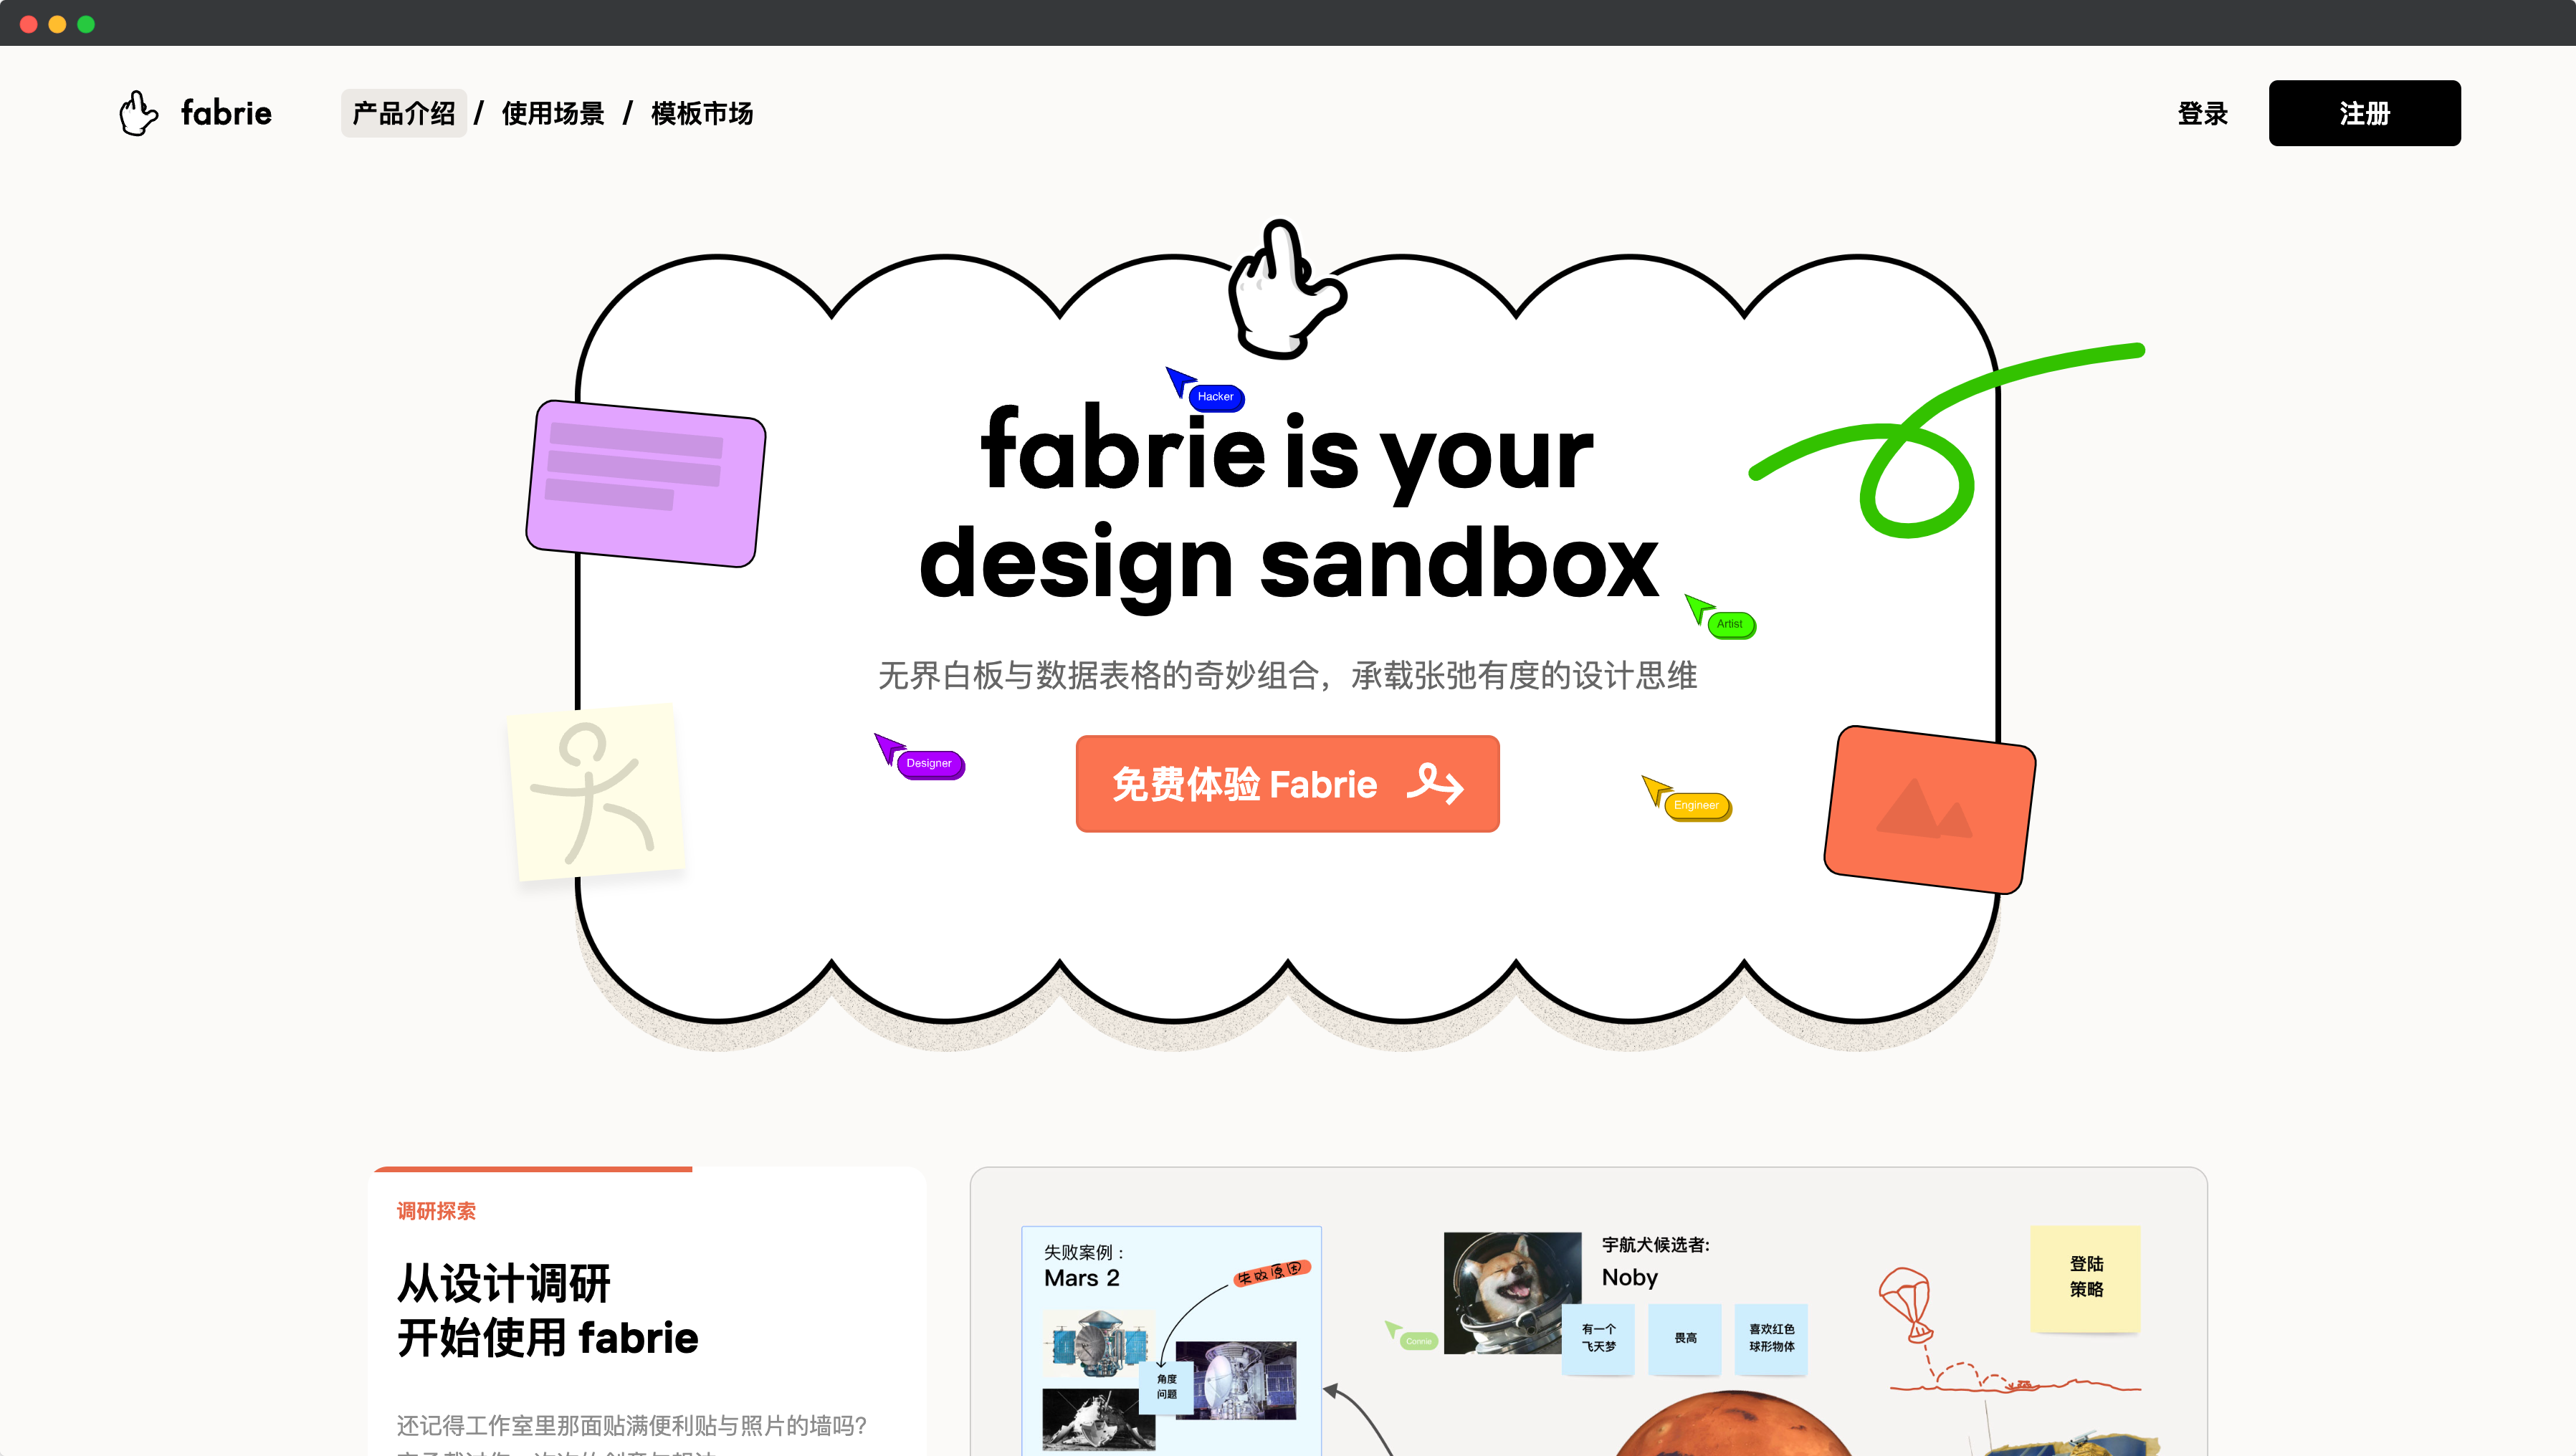 fabrie
产品介绍 / 使用场景 / 模板市场
登录
注册
Hacker
fabrie is your
design sandbox
Artist
无界白板与数据表格的奇妙组合，承载张弛有度的设计思维
Designer
免费体验 Fabrie
Engineer
调研探索
从设计调研
开始使用 fabrie
还记得工作室里那面贴满便利贴与照片的墙吗？
失败案例：
Mars 2
失败原因
角度
问题
Connie
宇航犬候选者:
Noby
有一个
飞天梦
畏高
喜欢红色
球形物体
登陆
策略